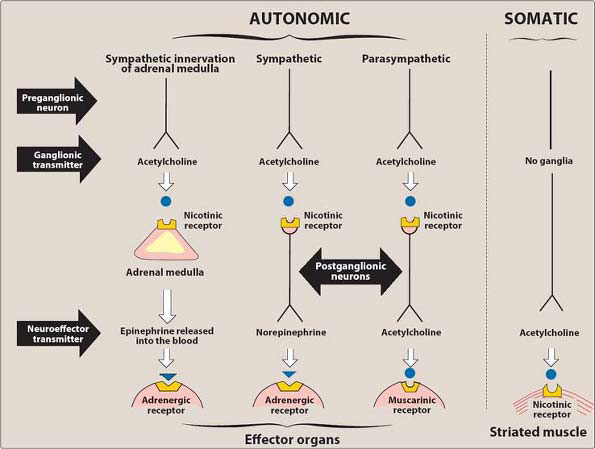 AUTONOMIC
SOMATIC
Sympathetic innervation
of adrenal medulla
Sympathetic
Parasympathetic
Preganglionic
neuron
Ganglionic
transmitter
Acetylcholine
Acetylcholine
Acetylcholine
No ganglia
Nicotinic
receptor
Nicotinic
receptor
Nicotinic
receptor
Adrenal medulla
Postganglionic
neurons
Neuroeffector
transmitter
Epinephrine released
into the blood
Norepinephrine
Acetylcholine
Acetylcholine
Adrenergic
receptor
Adrenergic
receptor
Muscarinic
receptor
Nicotinic
receptor
Striated muscle
Effector organs